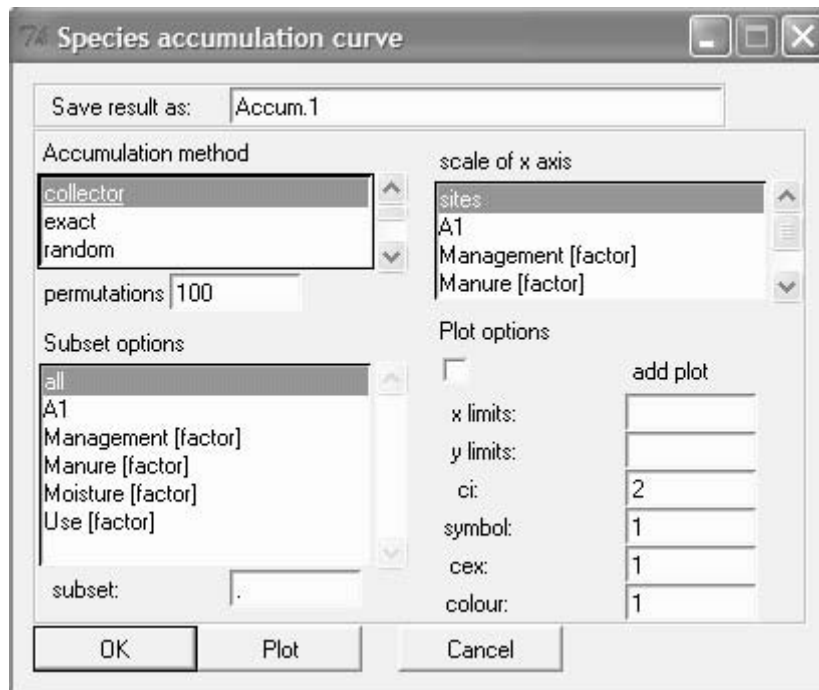 74 Species accumulation curve
Save result as: Accum.1
Accumulation method
collector
exact
random
permutations 100
Subset options
all
A1
Management [factor]
Manure [factor]
Moisture [factor]
Use [factor]
subset: .
scale of x axis
sites
A1
Management [factor]
Manure [factor]
Plot options
add plot
x limits:
y limits:
ci: 2
symbol: 1
cex: 1
colour: 1
OK Plot Cancel